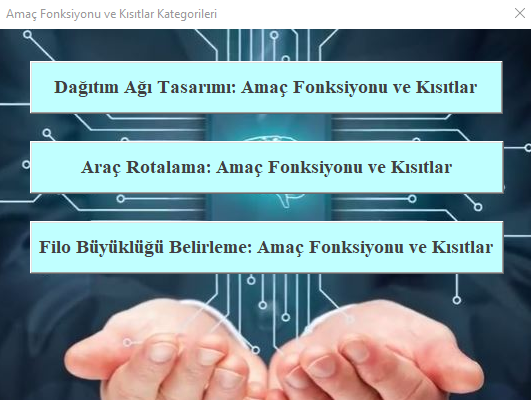 Amaç Fonksiyonu ve Kısıtlar Kategorileri
Dağıtım Ağı Tasarımı: Amaç Fonksiyonu ve Kısıtlar
Araç Rotalama: Amaç Fonksiyonu ve Kısıtlar
Filo Büyüklüğü Belirleme: Amaç Fonksiyonu ve Kısıtlar